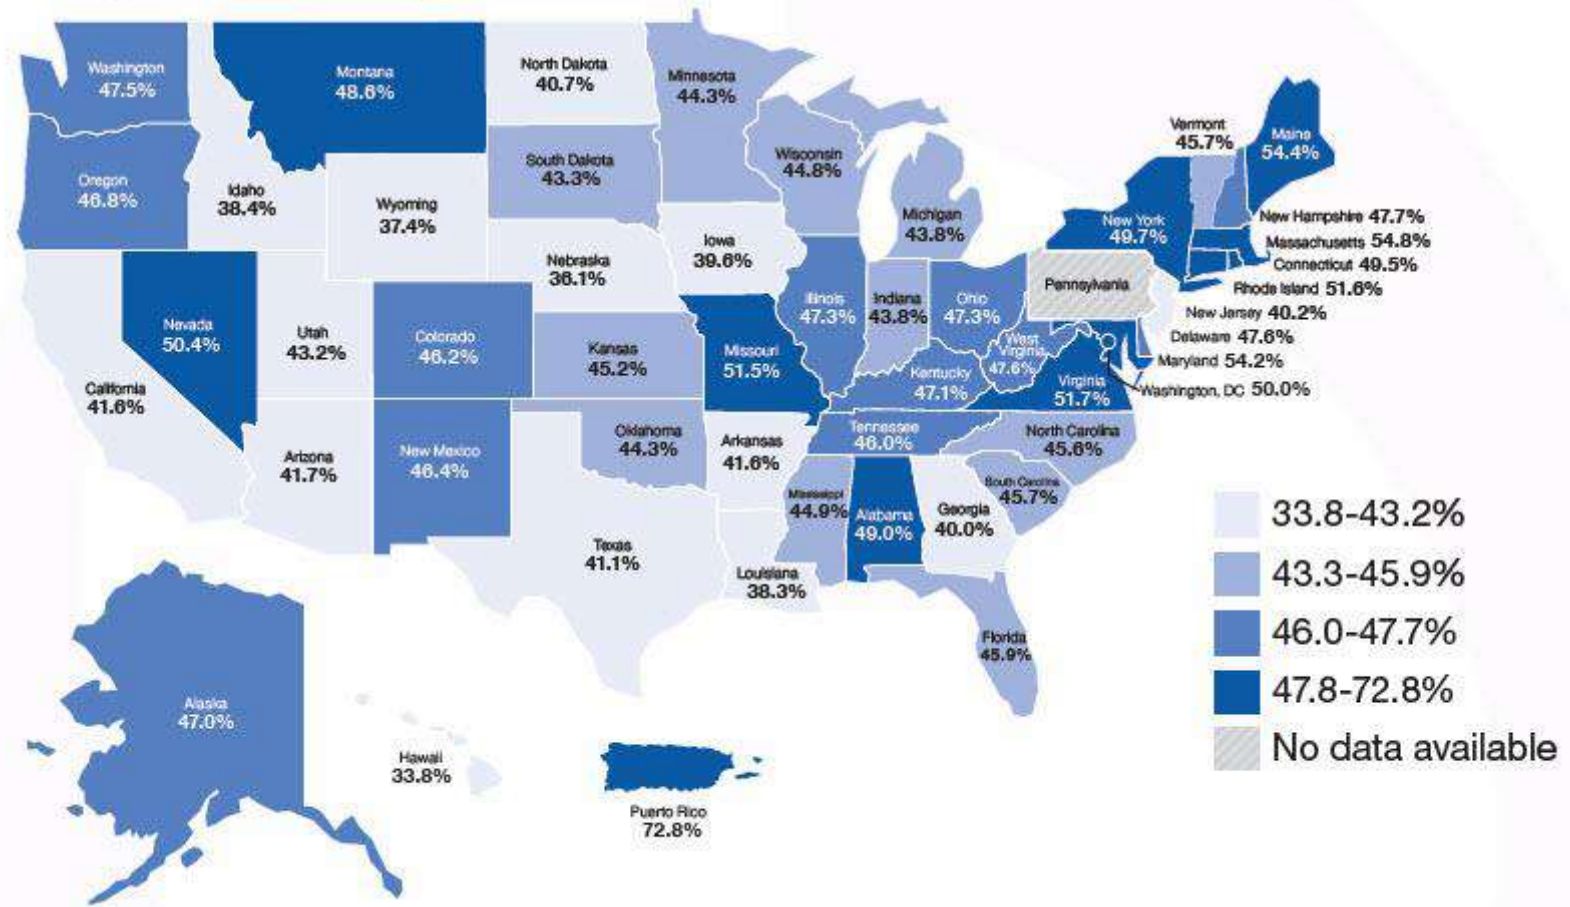 Washington
47.5%
Montana
48.6%
North Dakota
40.7%
Minnesota
44.3%
Vermont
45.7%
Maine
54.4%
Oregon
46.8%
Idaho
38.4%
Wyoming
37.4%
South Dakota
43.3%
Wisconsin
44.8%
Michigan
43.8%
New York
49.7%
New Hampshire 47.7%
Massachusetts 54.8%
Connecticut 49.5%
Rhode Island 51.6%
New Jersey 40.2%
Delaware 47.6%
Maryland 54.2%
Washington, DC 50.0%
Nebraska
36.1%
Iowa
39.6%
Pennsylvania
Nevada
50.4%
Utah
43.2%
Colorado
46.2%
Kansas
45.2%
Missouri
51.5%
Illinois
47.3%
Indiana
43.8%
Ohio
47.3%
West
Virginia
47.6%
Kentucky
47.1%
Virginia
51.7%
California
41.6%
Arizona
41.7%
New Mexico
46.4%
Oklahoma
44.3%
Arkansas
41.6%
Tennessee
46.0%
North Carolina
45.6%
South Carolina
45.7%
Mississippi
44.9%
Alabama
49.0%
Georgia
40.0%
Texas
41.1%
Louisiana
38.3%
Florida
45.9%
Alaska
47.0%
Hawaii
33.8%
Puerto Rico
72.8%
33.8-43.2%
43.3-45.9%
46.0-47.7%
47.8-72.8%
No data available